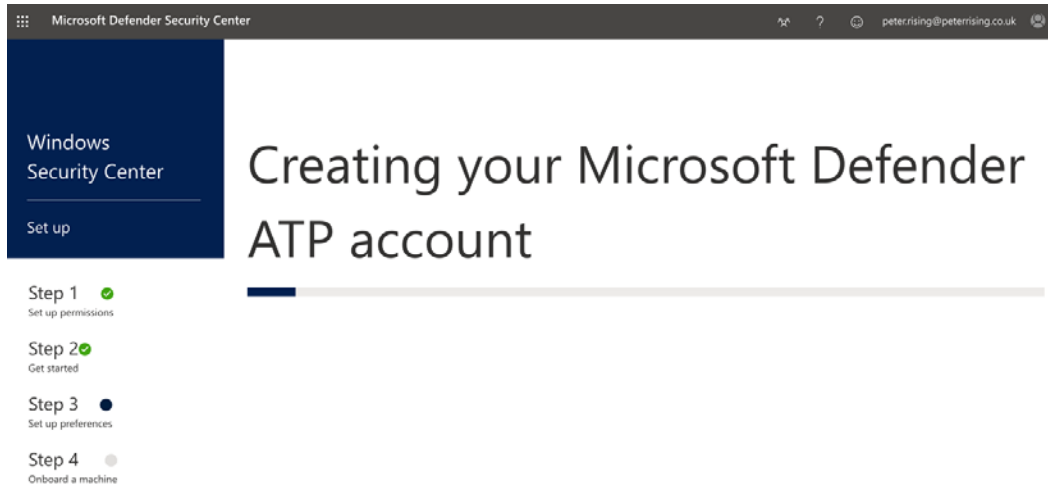 Microsoft Defender Security Center
? peter.rising@peterrising.co.uk
Windows
Security Center
Set up
Creating your Microsoft Defender
ATP account
Step 1
Set up permissions
Step 2
Get started
Step 3
Set up preferences
Step 4
Onboard a machine